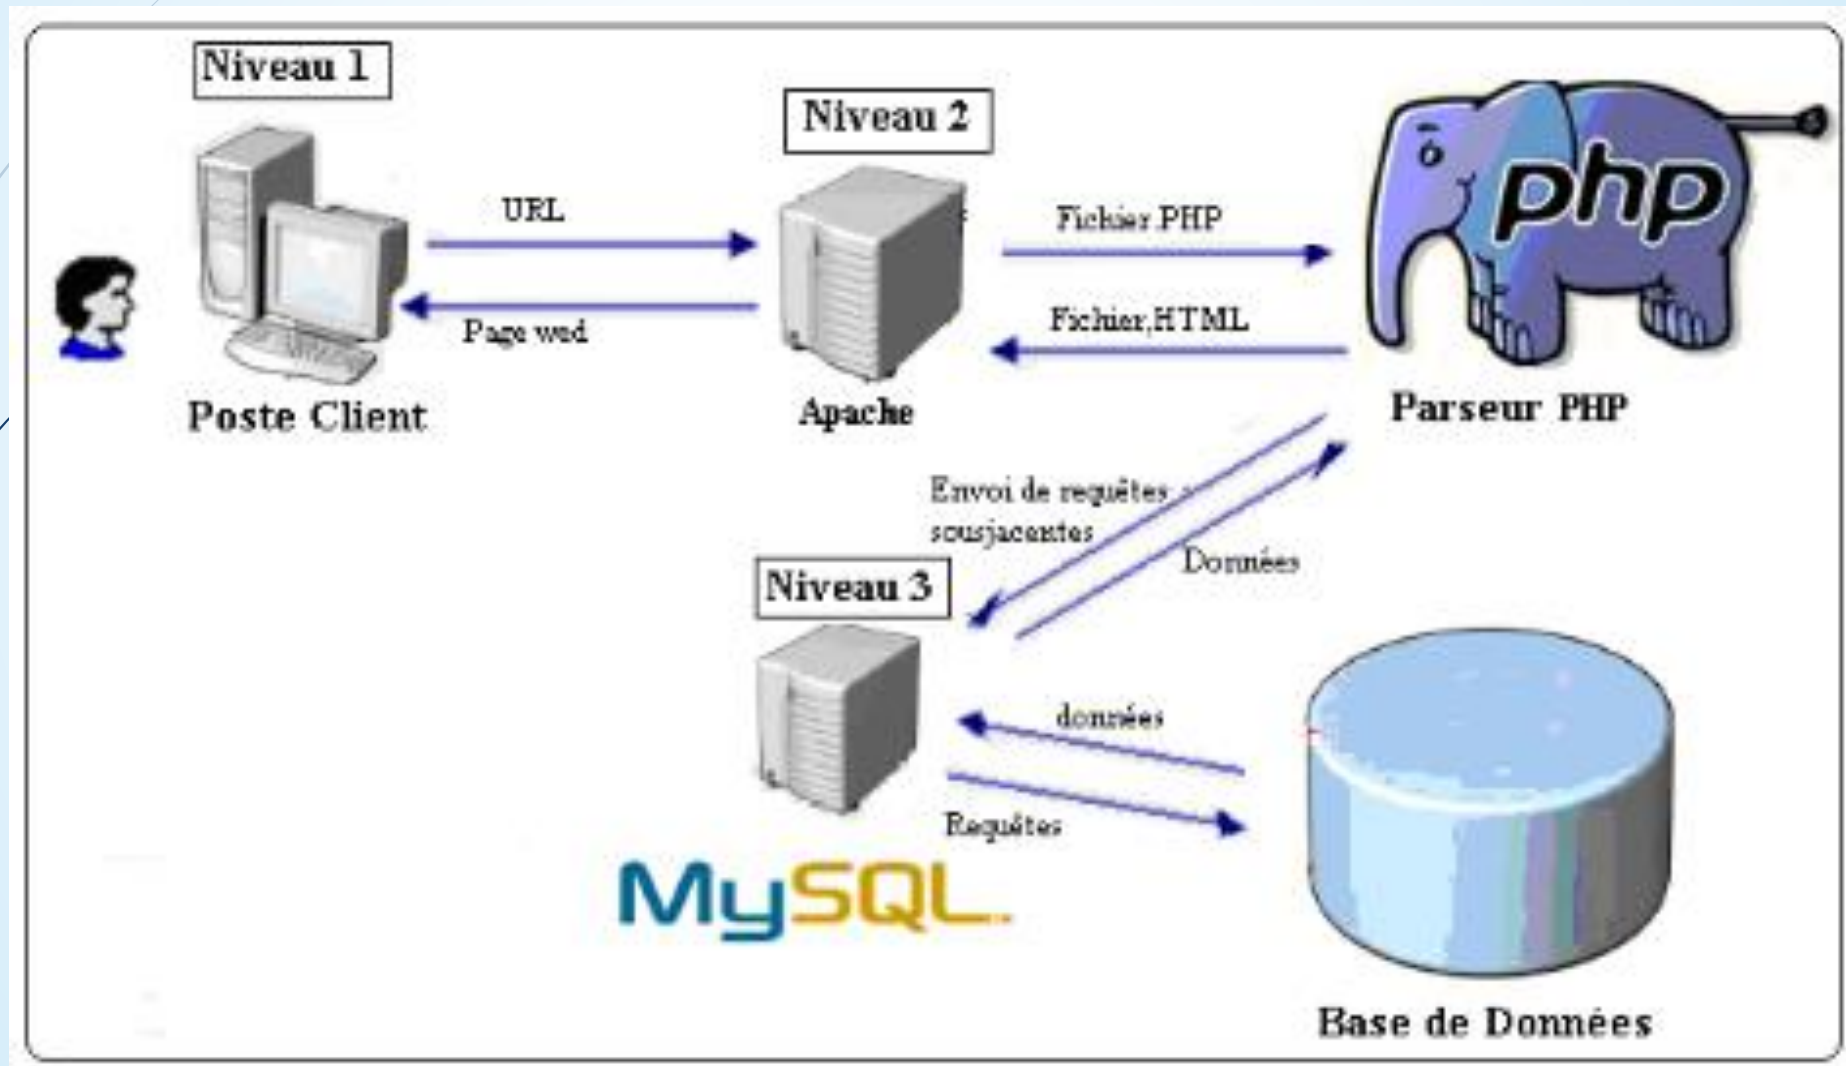 Niveau 1
Niveau 2
URL
Page wed
Poste Client
Apache
Fichier.PHP
Fichier,HTML
php
Parseur PHP
Envoi de requêtes
sousjacentes
Données
Niveau 3
données
Requêtes
MySQL
Base de Données